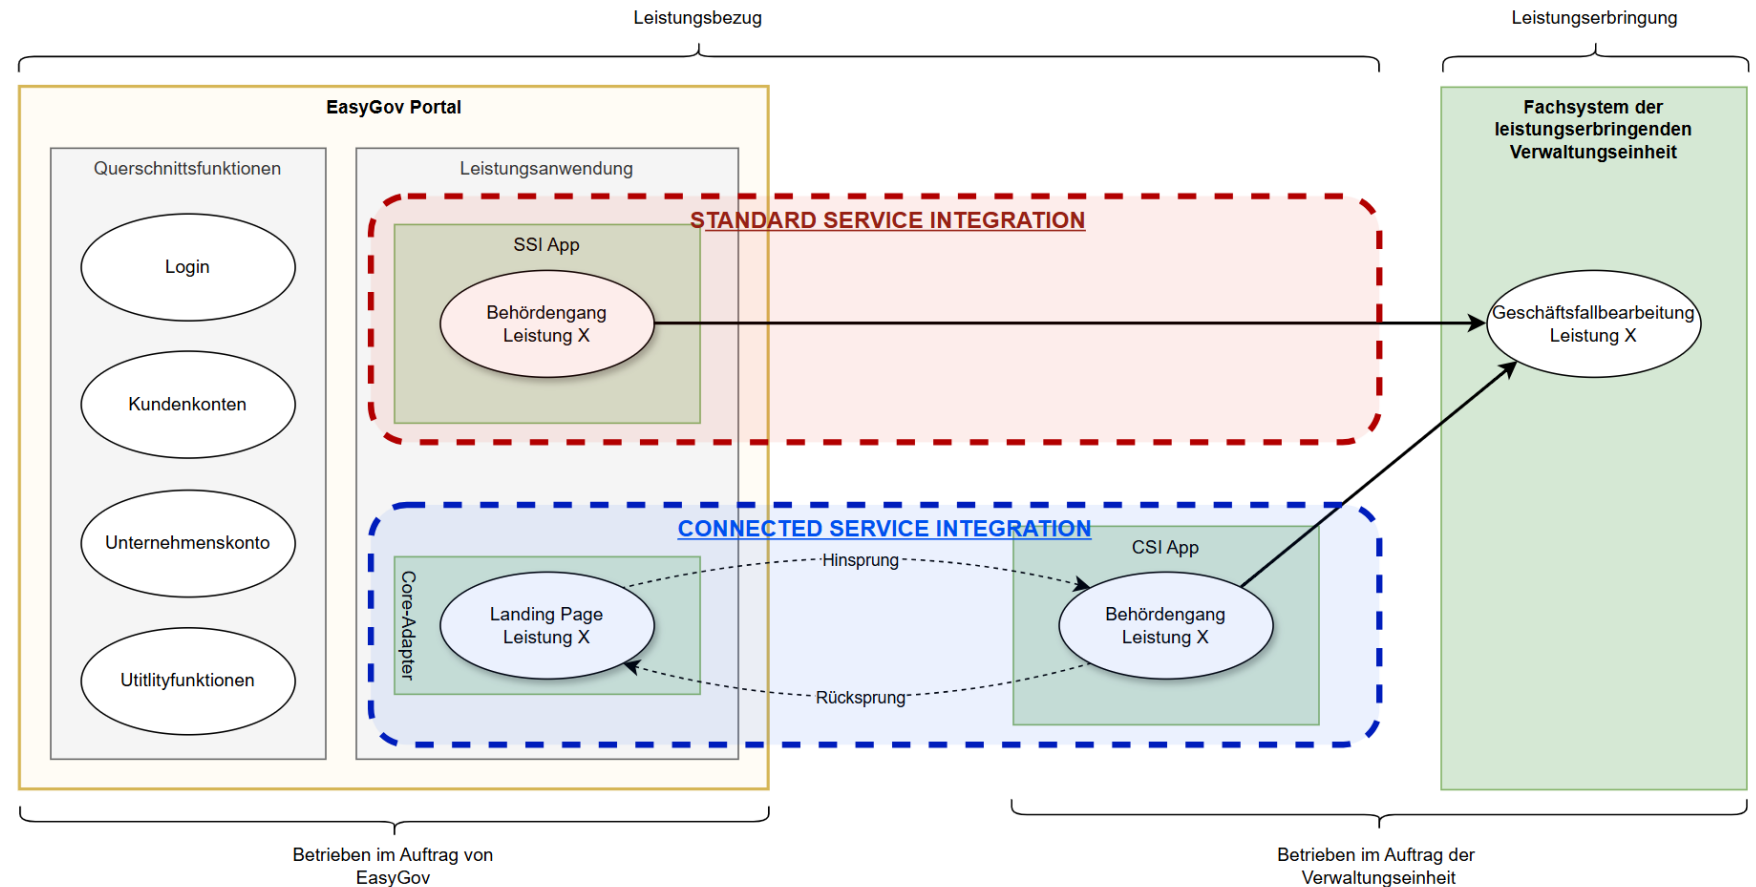 Leistungsbezug
Leistungserbringung
EasyGov Portal
Fachsystem der
leistungserbringenden
Verwaltungseinheit
Querschnittsfunktionen
Leistungsanwendung
Login
Kundenkonten
Unternehmenskonto
Utitlityfunktionen
STANDARD SERVICE INTEGRATION
SSI App
Behördengang
Leistung X
Geschäftsfallbearbeitung
Leistung X
CONNECTED SERVICE INTEGRATION
Core-Adapter
Landing Page
Leistung X
Hinsprung
Rücksprung
CSI App
Behördengang
Leistung X
Betrieben im Auftrag von
EasyGov
Betrieben im Auftrag der
Verwaltungseinheit